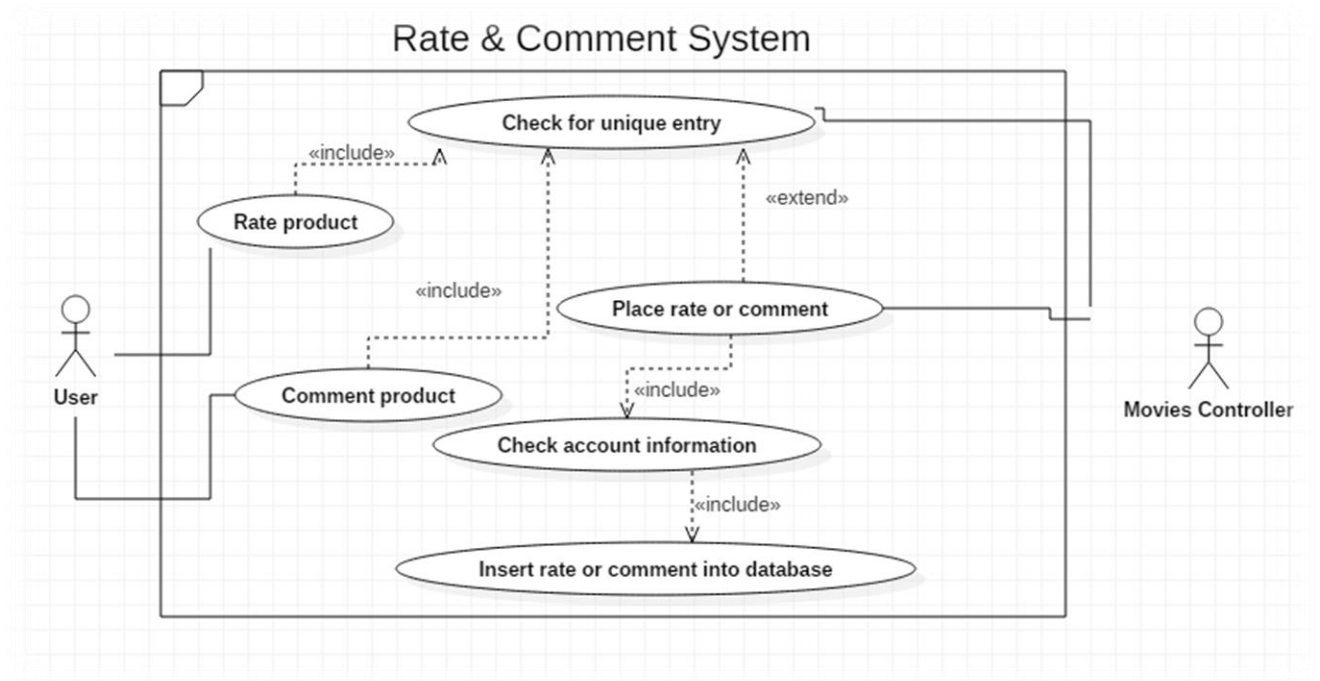 Rate & Comment System
Check for unique entry
«include»
«extend»
Rate product
«include»
Place rate or comment
User
Comment product
«include»
Movies Controller
Check account information
«include»
Insert rate or comment into database